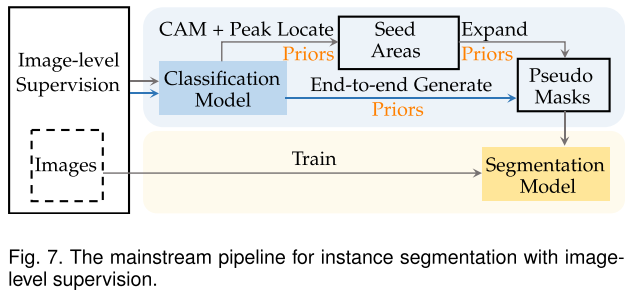 CAM + Peak Locate
Priors
Seed
Areas
Expand
Priors
Image-level
Supervision
Classification
Model
End-to-end Generate
Priors
Pseudo
Masks
Images
Train
Segmentation
Model
Fig. 7. The mainstream pipeline for instance segmentation with image-
level supervision.